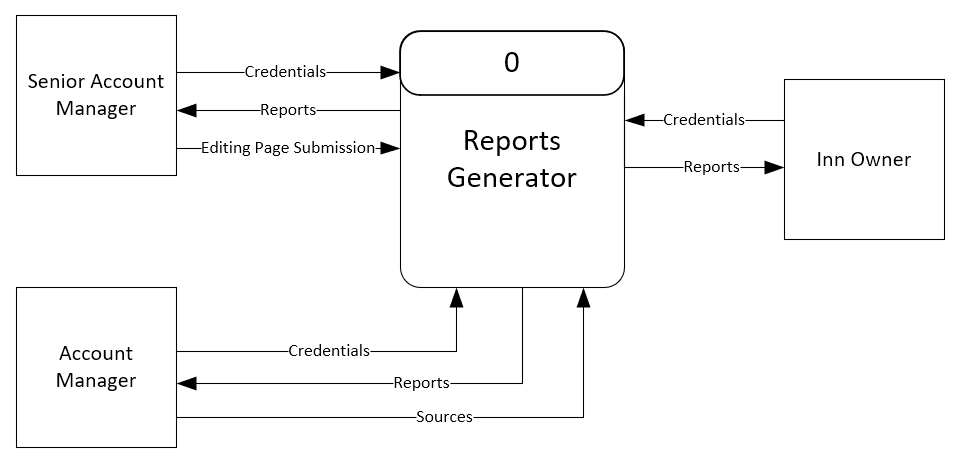 0
Reports
Generator
Senior Account
Manager
Credentials
Reports
Editing Page Submission
Credentials
Reports
Inn Owner
Account
Manager
Credentials
Reports
Sources